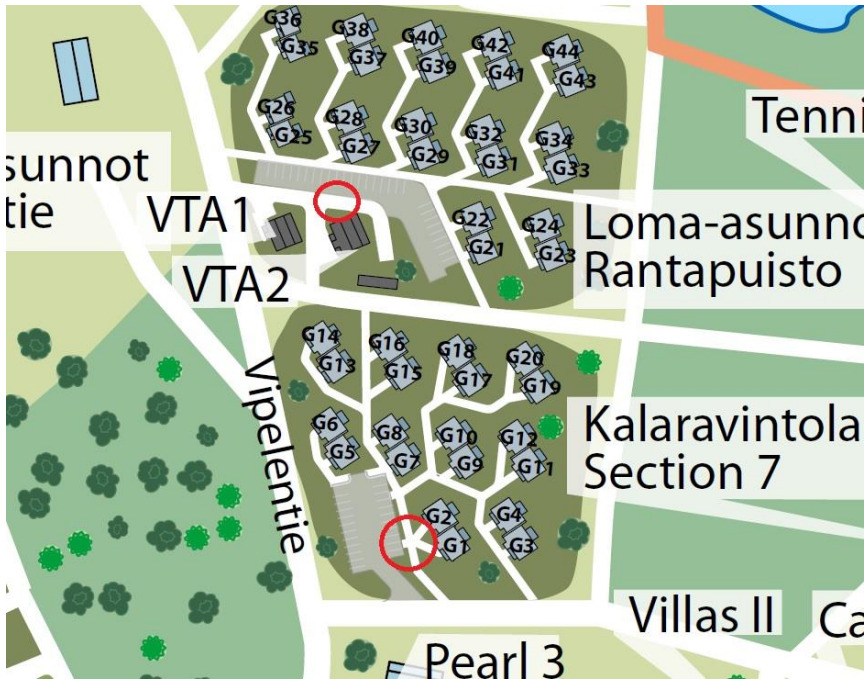 G36
G38
G40
G42
G44
G35
G37
G39
G41
G43
Tenni
G26
G28
G30
G32
G34
G25
G27
G29
G31
G33
sunnot
tie
VTA1
G22
G24
G21
G23
Loma-asunno
Rantapuisto
VTA2
G14
G16
G18
G20
G13
G15
G17
G19
Vipelentie
G6
G8
G10
G12
G5
G7
G9
G11
Kalaravintola
Section 7
G2
G4
G1
G3
Villas II
Ca
Pearl 3